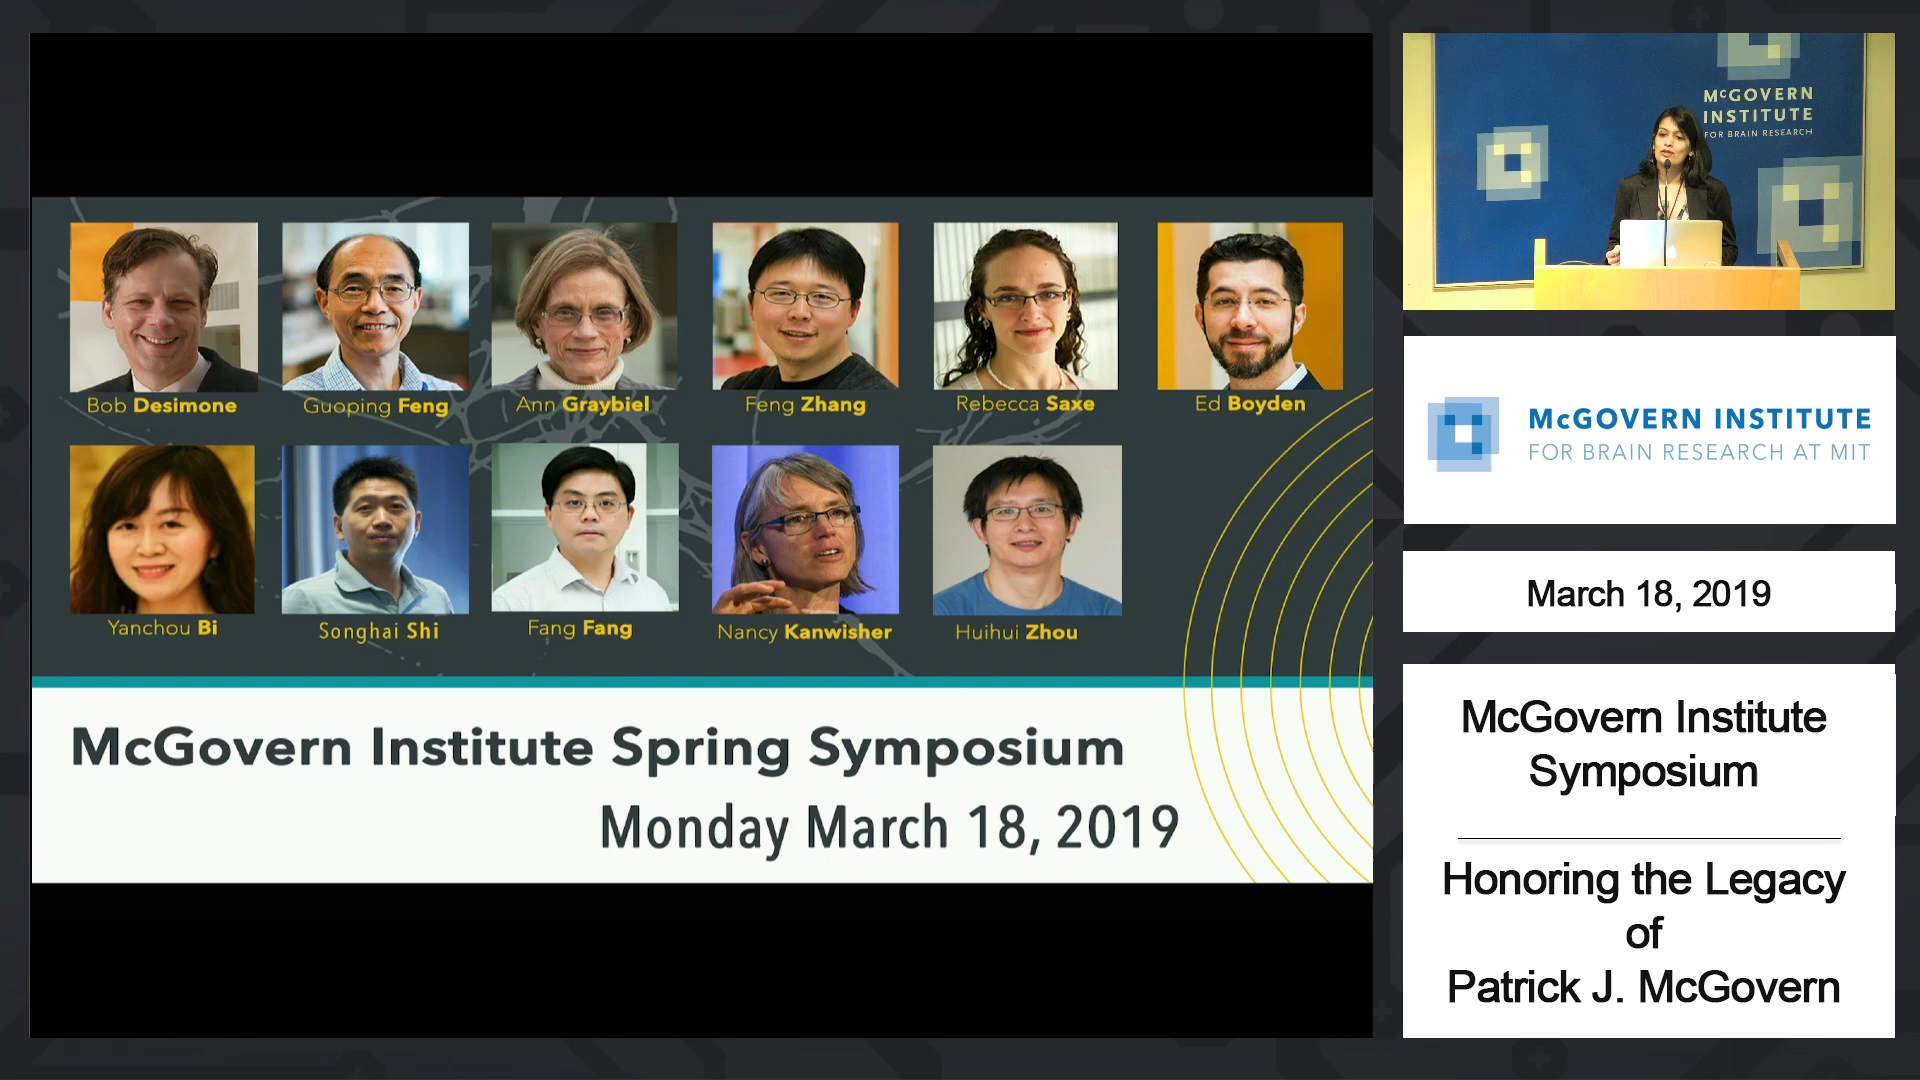 Bob Desimone
Guoping Feng
Ann Graybiel
Feng Zhang
Rebecca Saxe
Ed Boyden
Yanchou Bi
Songhai Shi
Fang Fang
Nancy Kanwisher
Huihui Zhou
McGovern Institute Spring Symposium
Monday March 18, 2019
McGOVERN
INSTITUTE
FOR BRAIN RESEARCH
McGOVERN INSTITUTE
FOR BRAIN RESEARCH AT MIT
March 18, 2019
McGovern Institute
Symposium
Honoring the Legacy
of
Patrick J. McGovern